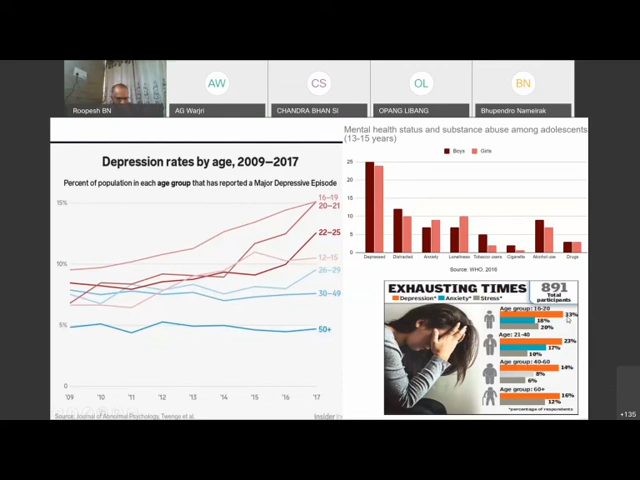 AW
CS
OL
BN
Roopesh BN
AG Warjri
CHANDRA BHAN SI
OPANG LIBANG
Bhupendro Nameirak
Depression rates by age, 2009–2017
Percent of population in each age group that has reported a Major Depressive Episode
15%
10%
5%
0
'09
'10
'11
'12
'13
'14
'15
'16
'17
16–19
20–21
22–25
12–15
26–29
30–49
50+
Source: Journal of Abnormal Psychology, Twenge et al.
Insider
Mental health status and substance abuse among adolescents
(13-15 years)
Boys
Girls
25
20
15
10
5
0
Depressed
Distracted
Anxiety
Loneliness
Tobacco users
Cigarette
Alcohol use
Drugs
Source: WHO, 2016
EXHAUSTING TIMES
891
Total
participants
Depression* Anxiety* Stress*
Age group: 16-20
33%
18%
20%
Age: 21-40
23%
17%
10%
Age group: 40-60
14%
8%
6%
Age group: 60+
16%
12%
*percentage of respondents
+135